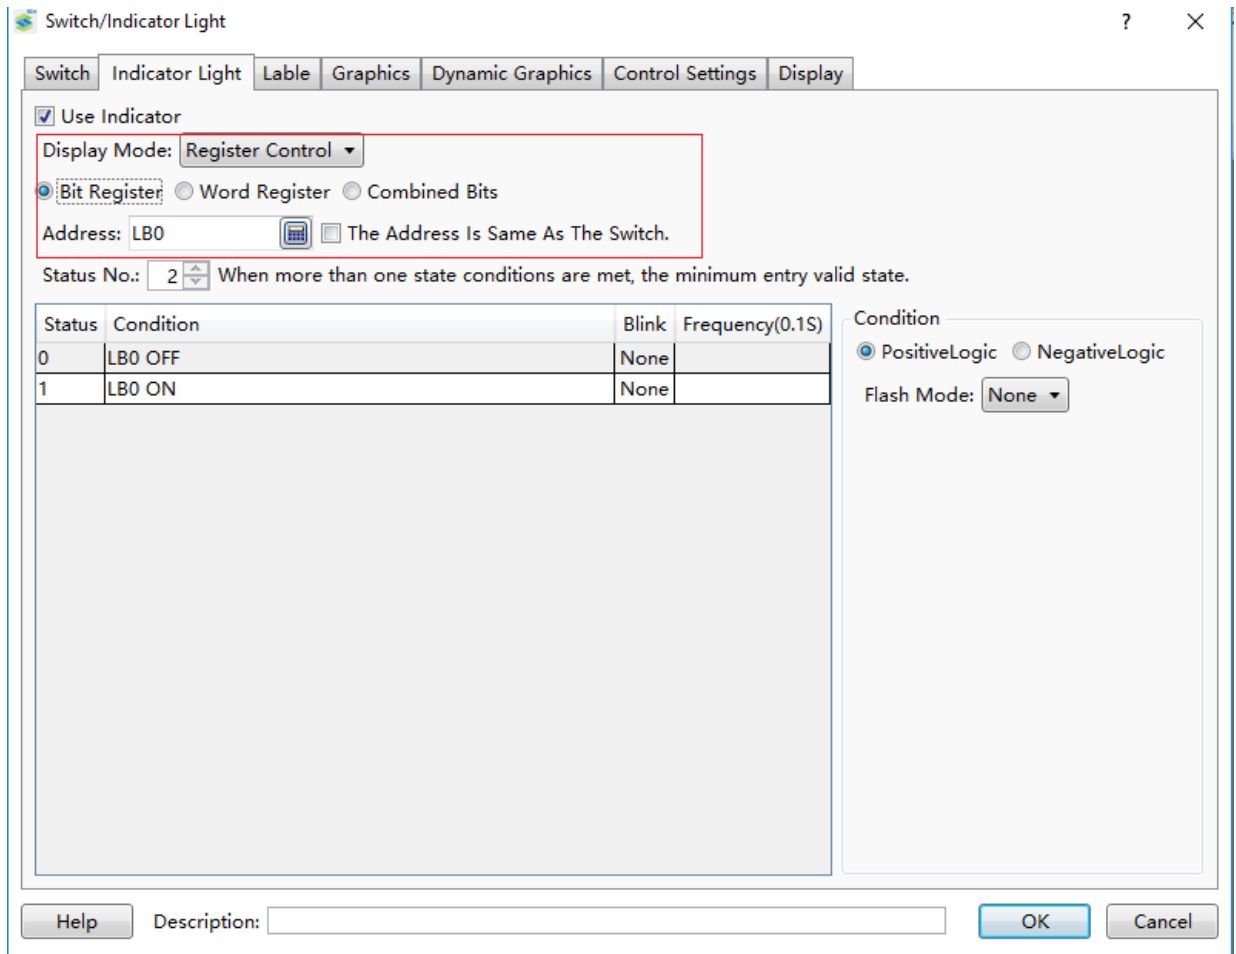 Switch/Indicator Light ?
Switch Indicator Light Lable Graphics Dynamic Graphics Control Settings Display
Use Indicator
Display Mode: Register Control
Bit Register Word Register Combined Bits
Address: LB0 The Address Is Same As The Switch.
Status No.: 2 When more than one state conditions are met, the minimum entry valid state.
Status Condition Blink Frequency(0.1S)
0 LB0 OFF None
1 LB0 ON None
Condition
PositiveLogic NegativeLogic
Flash Mode: None
Help Description: OK Cancel